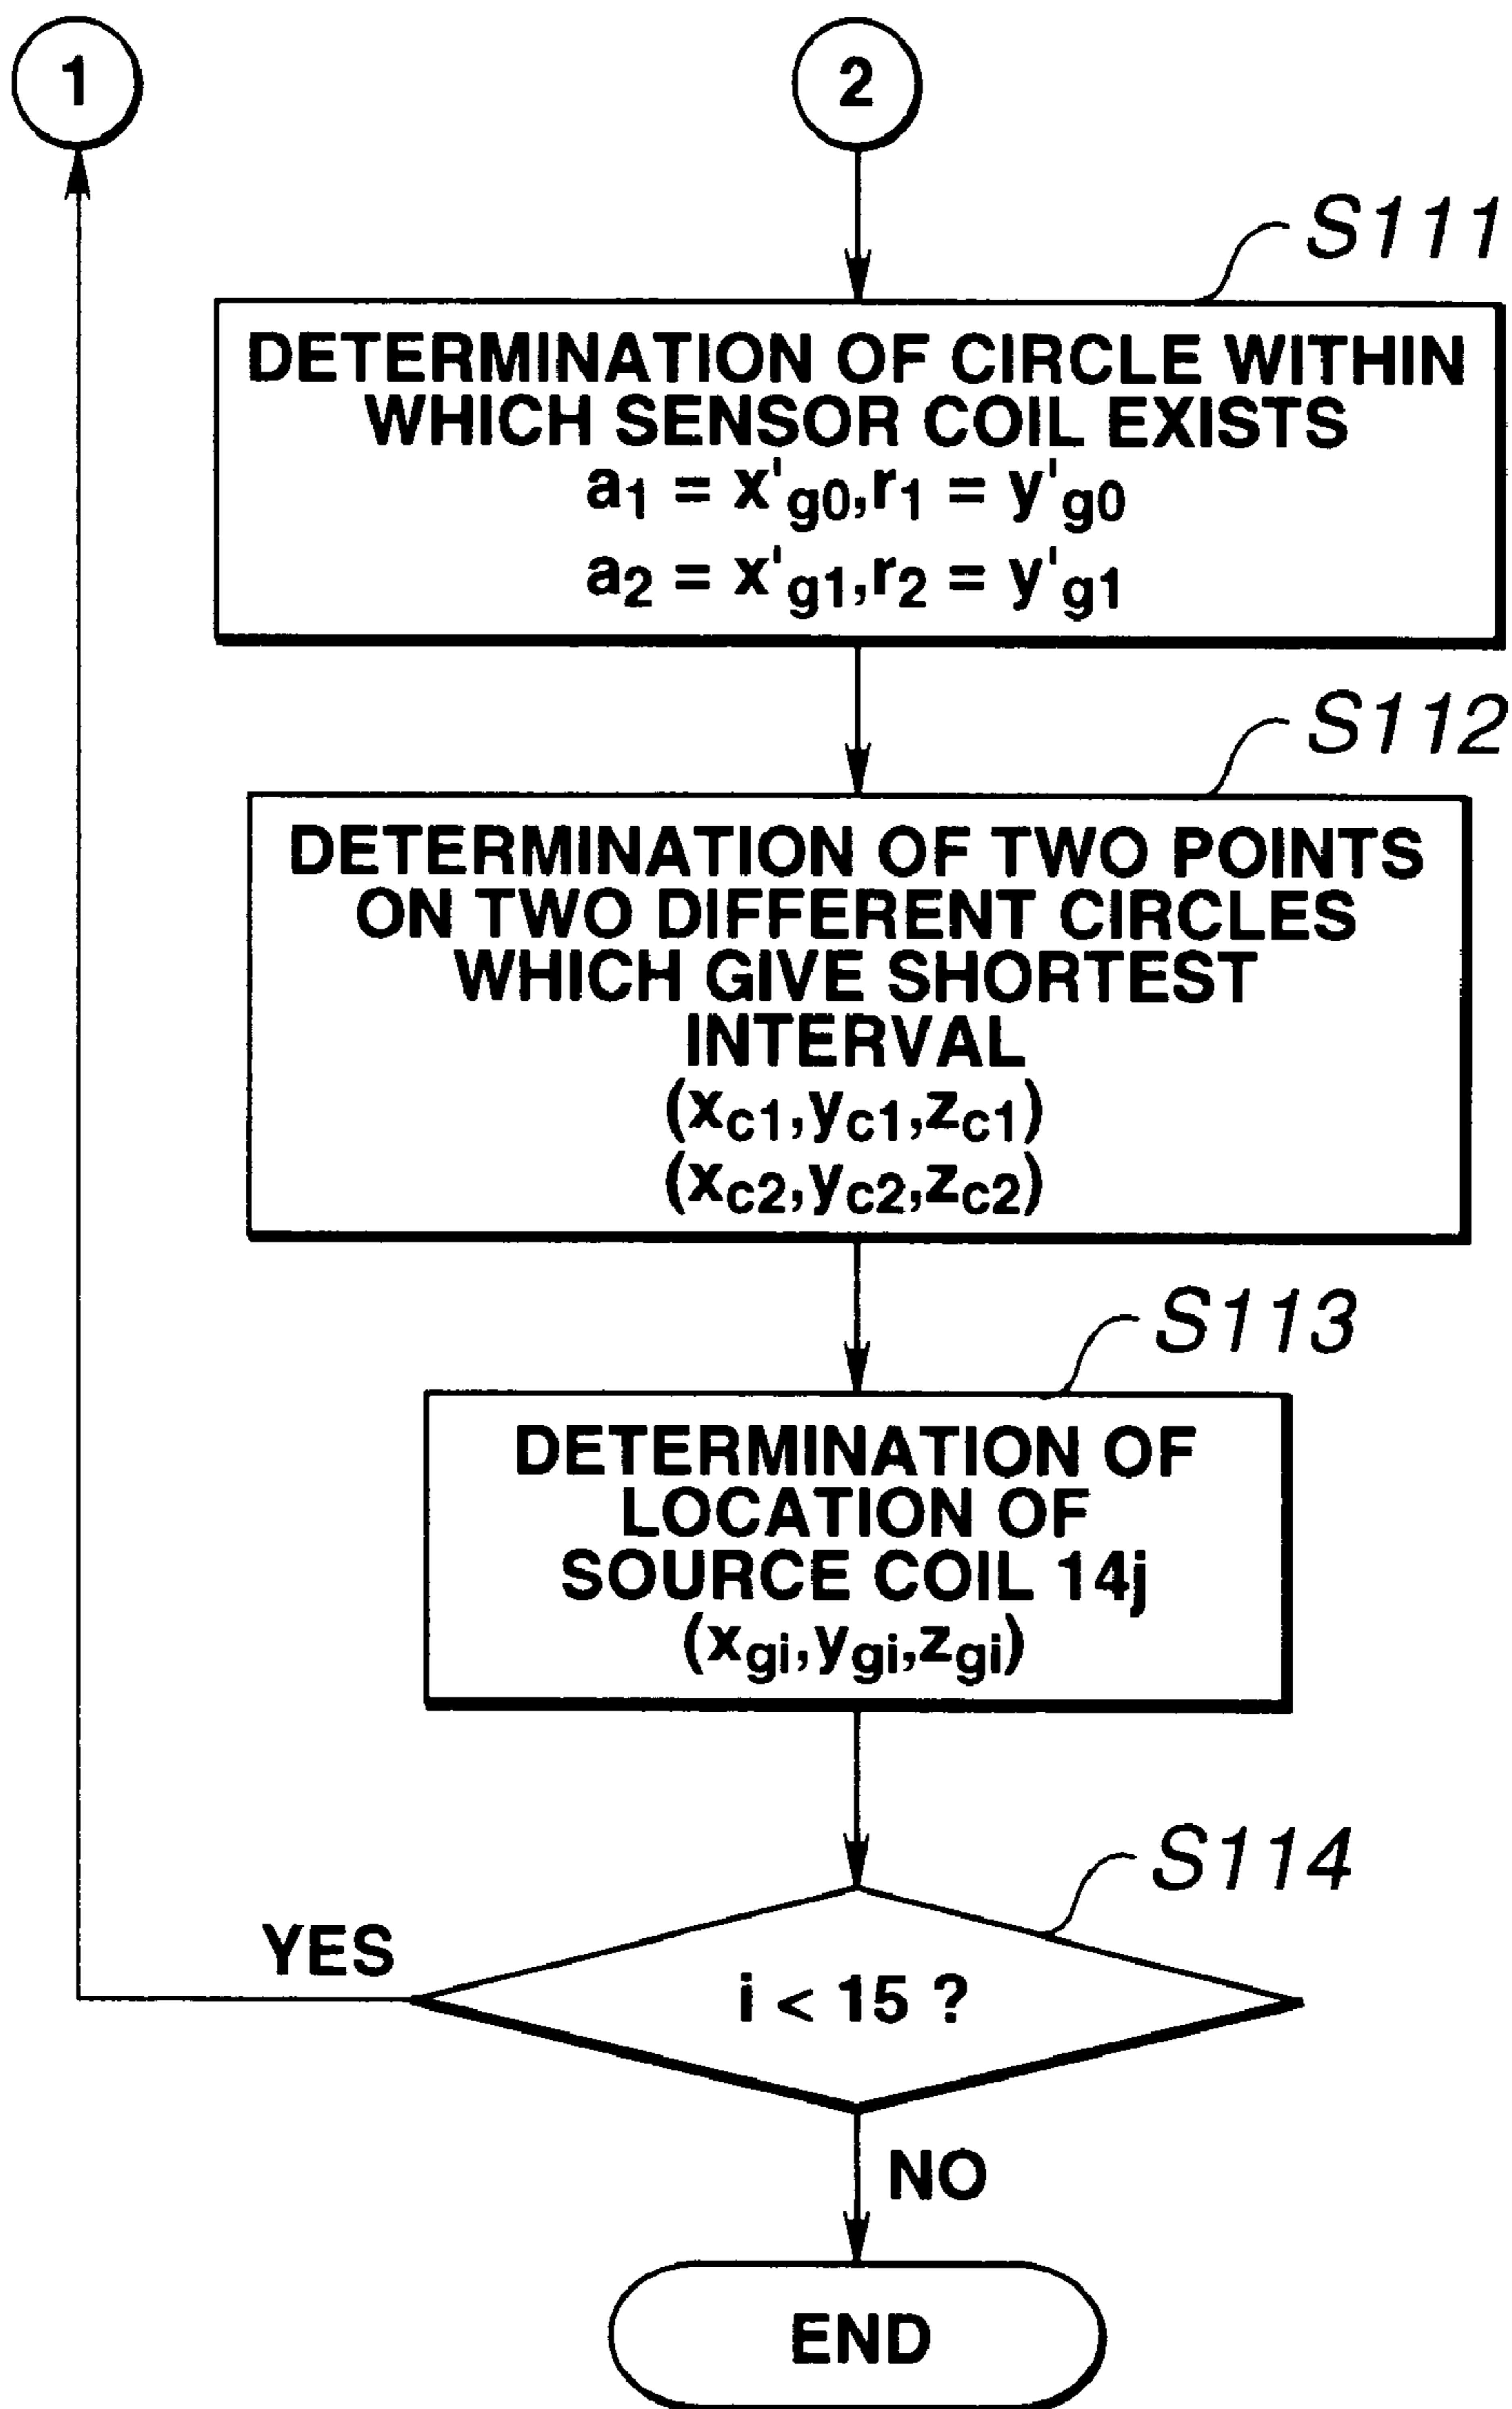 1
2
S111
DETERMINATION OF CIRCLE WITHIN
WHICH SENSOR COIL EXISTS
a1 = x'g0,r1 = y'g0
a2 = x'g1,r2 = y'g1
S112
DETERMINATION OF TWO POINTS
ON TWO DIFFERENT CIRCLES
WHICH GIVE SHORTEST
INTERVAL
(xc1,yc1,zc1)
(xc2,yc2,zc2)
S113
DETERMINATION OF
LOCATION OF
SOURCE COIL 14j
(xgi,ygi,zgi)
S114
YES
i < 15 ?
NO
END